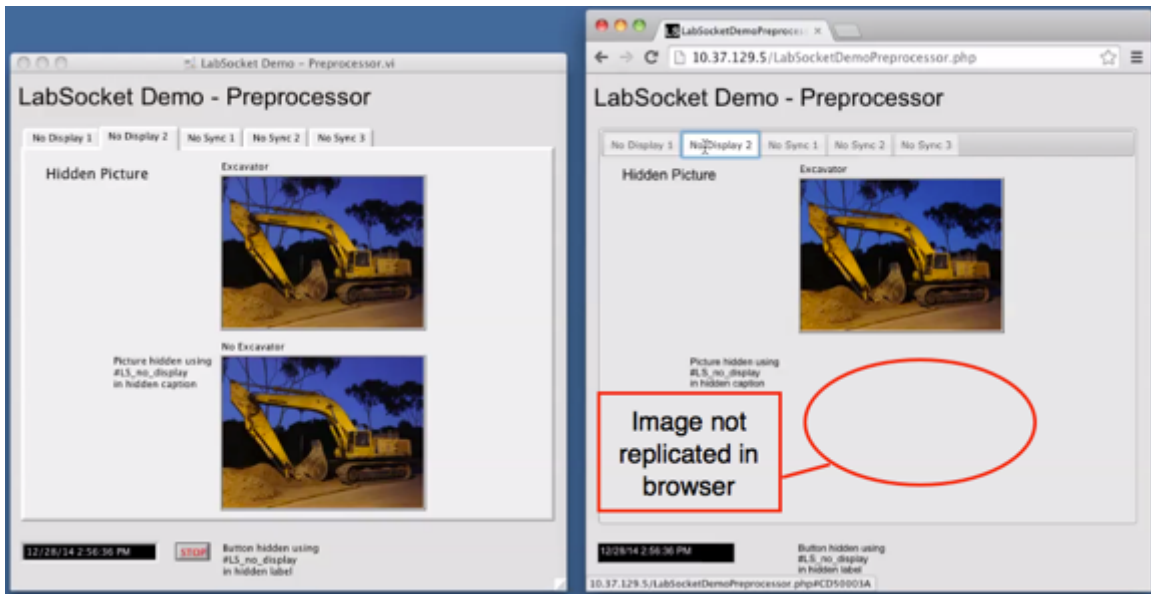 LabSocket Demo - Preprocessor.vi
LabSocket Demo - Preprocessor
No Display 1 No Display 2 No Sync 1 No Sync 2 No Sync 3
Hidden Picture
Excavator
No Excavator
Picture hidden using
#LS_no_display
in hidden caption
12/28/14 2:56:36 PM
STOP
Button hidden using
#LS_no_display
in hidden label
LabSocketDemoPreproces
10.37.129.5/LabSocketDemoPreprocessor.php
LabSocket Demo - Preprocessor
No Display 1 No Display 2 No Sync 1 No Sync 2 No Sync 3
Hidden Picture
Excavator
Picture hidden using
#LS_no_display
in hidden caption
Image not
replicated in
browser
12/28/14 2:56:36 PM
Button hidden using
#LS_no_display
in hidden label
10.37.129.5/LabSocketDemoPreprocessor.php#CD50003A